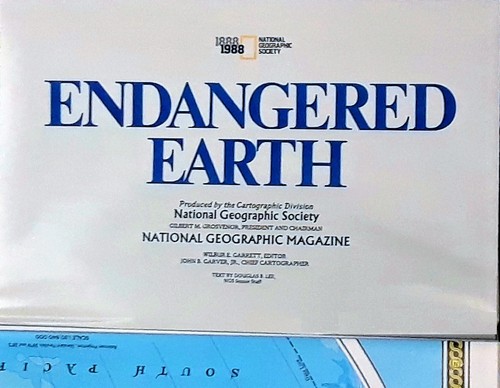 1888
1988
NATIONAL
GEOGRAPHIC
SOCIETY
ENDANGERED
EARTH
Produced by the Cartographic Division
National Geographic Society
GILBERT M. GROSVENOR, PRESIDENT AND CHAIRMAN
NATIONAL GEOGRAPHIC MAGAZINE
WILBUR E. GARRETT, EDITOR
JOHN B. GARVER, JR., CHIEF CARTOGRAPHER
TEXT BY DOUGLAS B. LEE,
NGS Senior Staff
SOUTH PACIF